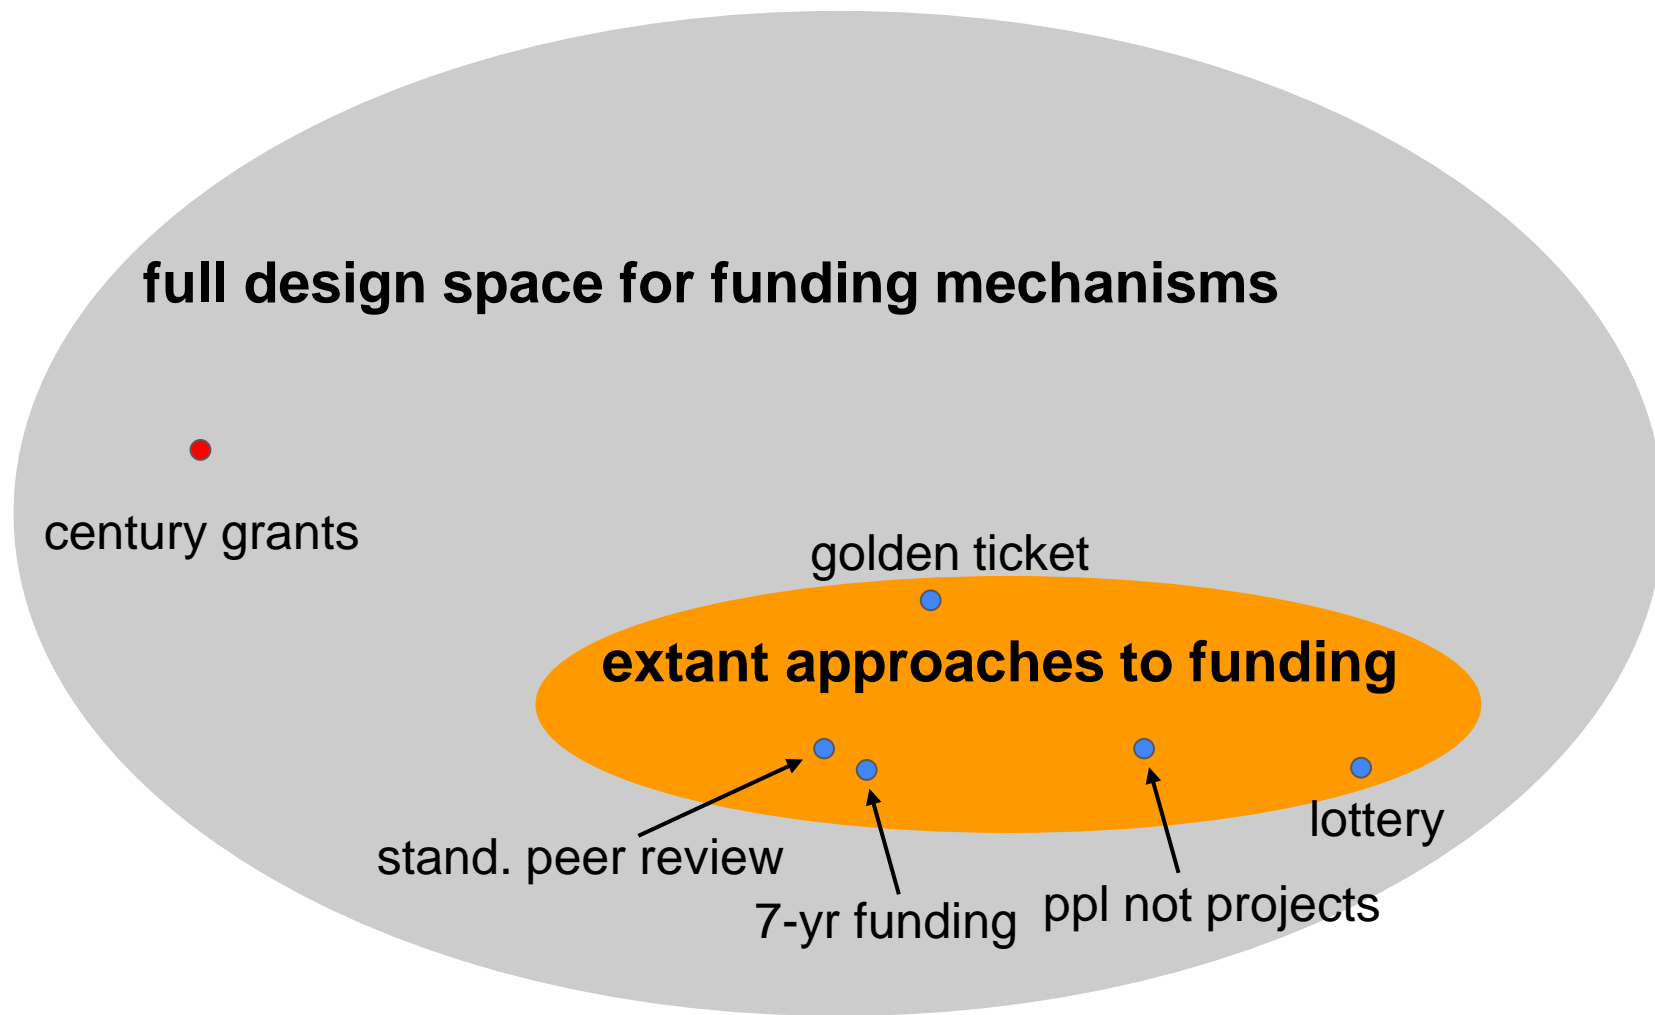 full design space for funding mechanisms
century grants
golden ticket
extant approaches to funding
lottery
stand. peer review
7-yr funding
ppl not projects